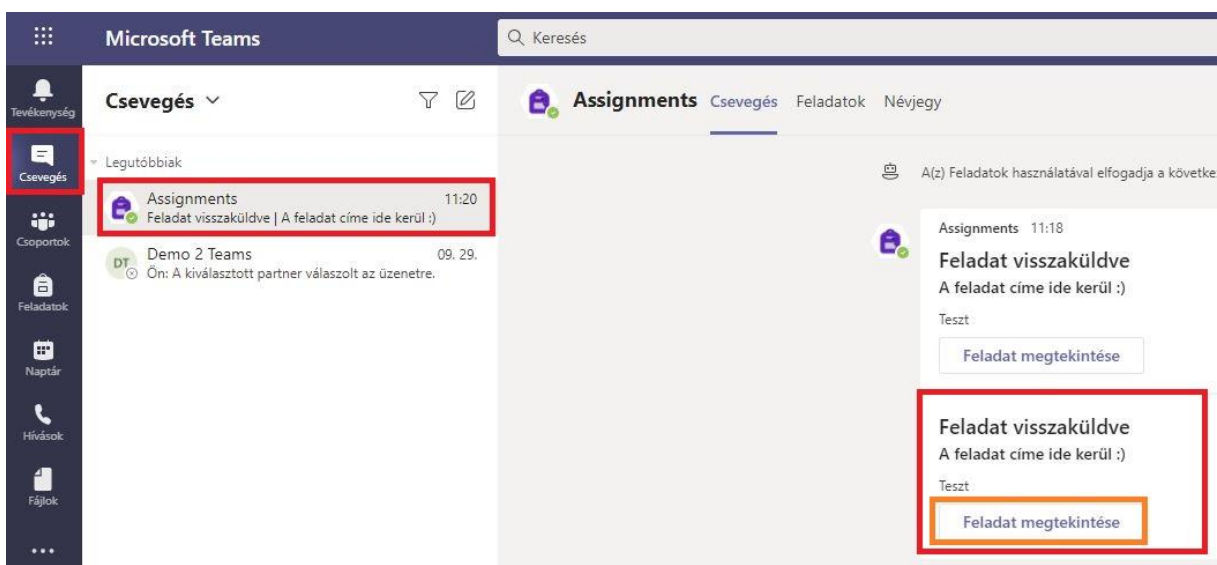 Microsoft Teams
Keresés
Tevékenység
Csevegés
Csoportok
Feladatok
Naptár
Hívások
Fájlok
Csevegés
Legutóbbiak
Assignments 11:20
Feladat visszaküldve | A feladat címe ide kerül :)
DT
Demo 2 Teams 09. 29.
Ön: A kiválasztott partner válaszolt az üzenetre.
Assignments Csevegés Feladatok Névjegy
A(z) Feladatok használatával elfogadja a követke
Assignments 11:18
Feladat visszaküldve
A feladat címe ide kerül :)
Teszt
Feladat megtekintése
Feladat visszaküldve
A feladat címe ide kerül :)
Teszt
Feladat megtekintése